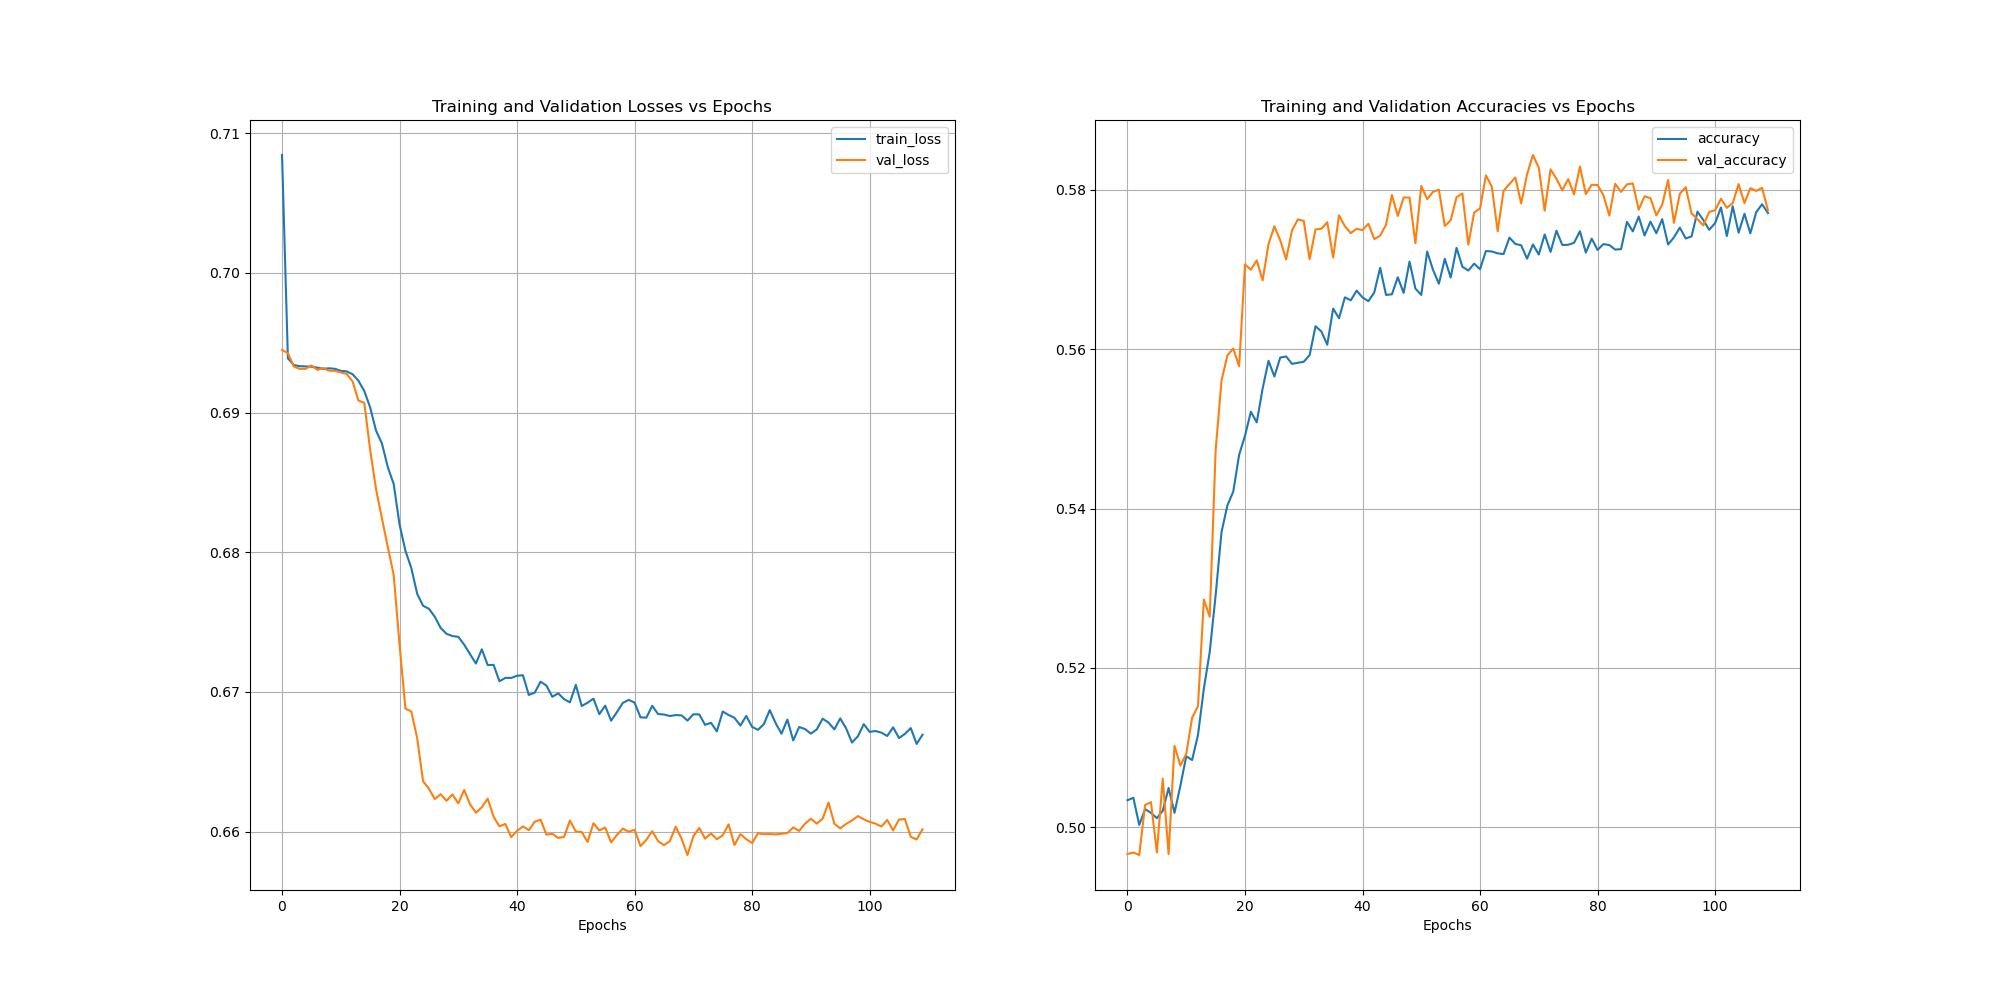 Training and Validation Losses vs Epochs
train_loss
val_loss
0.71
0.70
0.69
0.68
0.67
0.66
0 20 40 60 80 100
Epochs
Training and Validation Accuracies vs Epochs
accuracy
val_accuracy
0.58
0.56
0.54
0.52
0.50
0 20 40 60 80 100
Epochs